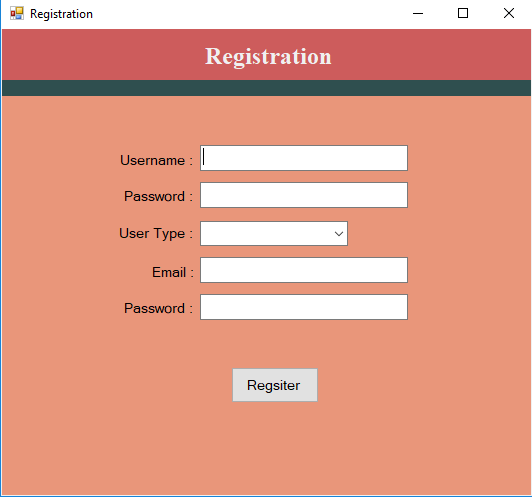 Registration
Registration
Username :
Password :
User Type :
Email :
Password :
Regsiter